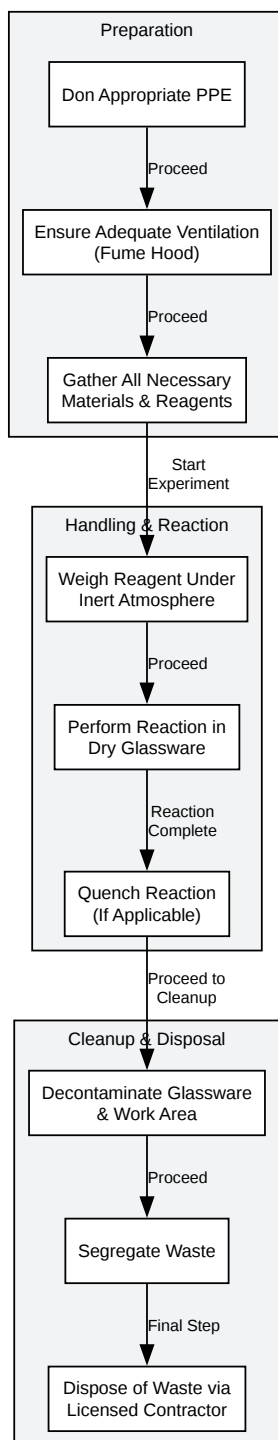 Preparation
Don Appropriate PPE
Proceed
Ensure Adequate Ventilation
(Fume Hood)
Proceed
Gather All Necessary
Materials & Reagents
Start
Experiment
Handling & Reaction
Weigh Reagent Under
Inert Atmosphere
Proceed
Perform Reaction in
Dry Glassware
Reaction
Complete
Quench Reaction
(If Applicable)
Proceed to
Cleanup
Cleanup & Disposal
Decontaminate Glassware
& Work Area
Proceed
Segregate Waste
Final Step
Dispose of Waste via
Licensed Contractor